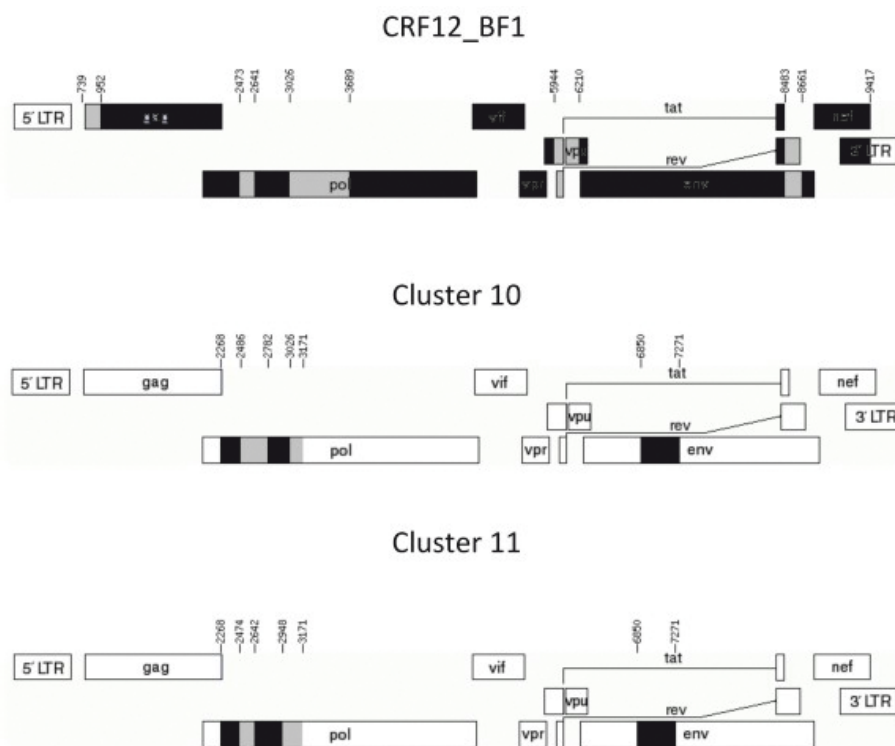 CRF12_BF1
739 952 2473 2641 3026 3689 5944 6210 8483 8661 9417
5' LTR gag vif tat nef
vpu 3' LTR
rev
pol vpr env
Cluster 10
2268 2486 2782 3026 3171 6850 7271
5' LTR gag vif tat nef
vpu 3' LTR
rev
pol vpr env
Cluster 11
2268 2474 2642 2948 3171 6850 7271
5' LTR gag vif tat nef
vpu 3' LTR
rev
pol vpr env